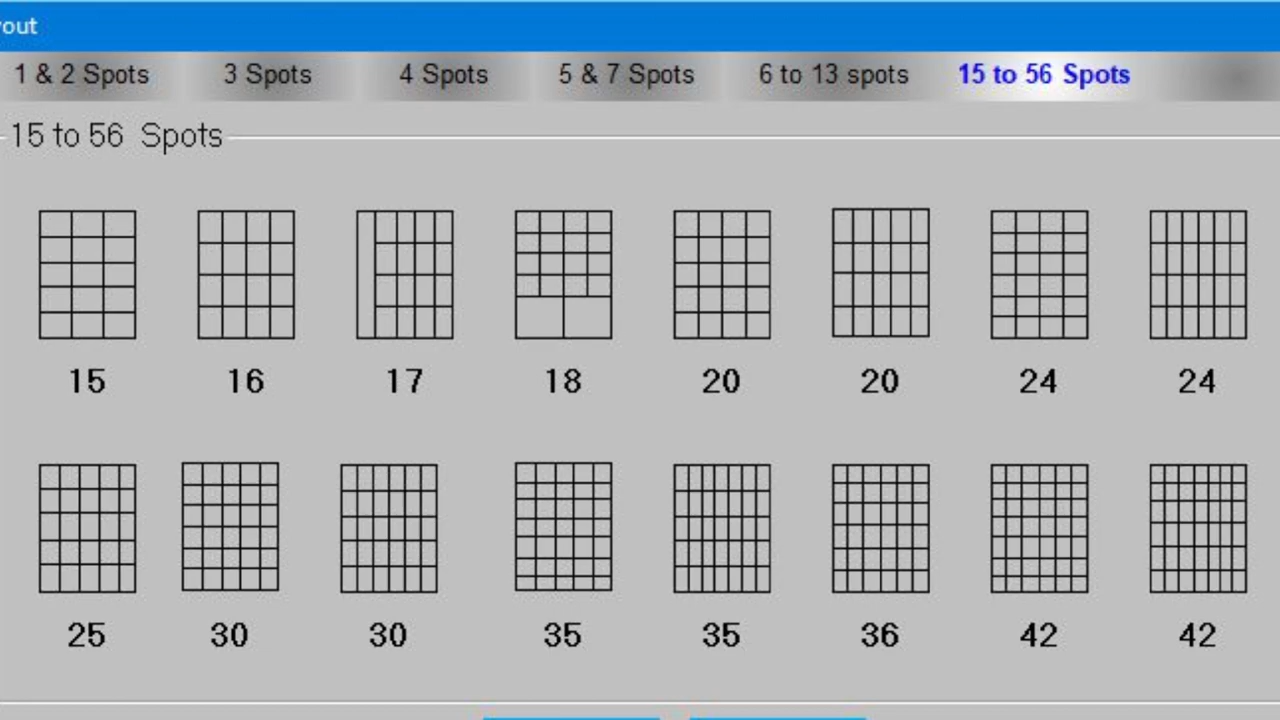 yout
1 & 2 Spots 3 Spots 4 Spots 5 & 7 Spots 6 to 13 spots 15 to 56 Spots
15 to 56 Spots
15 16 17 18 20 20 24 24
25 30 30 35 35 36 42 42